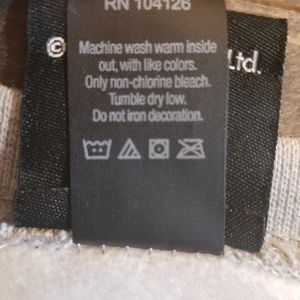 RN 104126
©
Ltd.
Machine wash warm inside
out, with like colors.
Only non-chlorine bleach.
Tumble dry low.
Do not iron decoration.